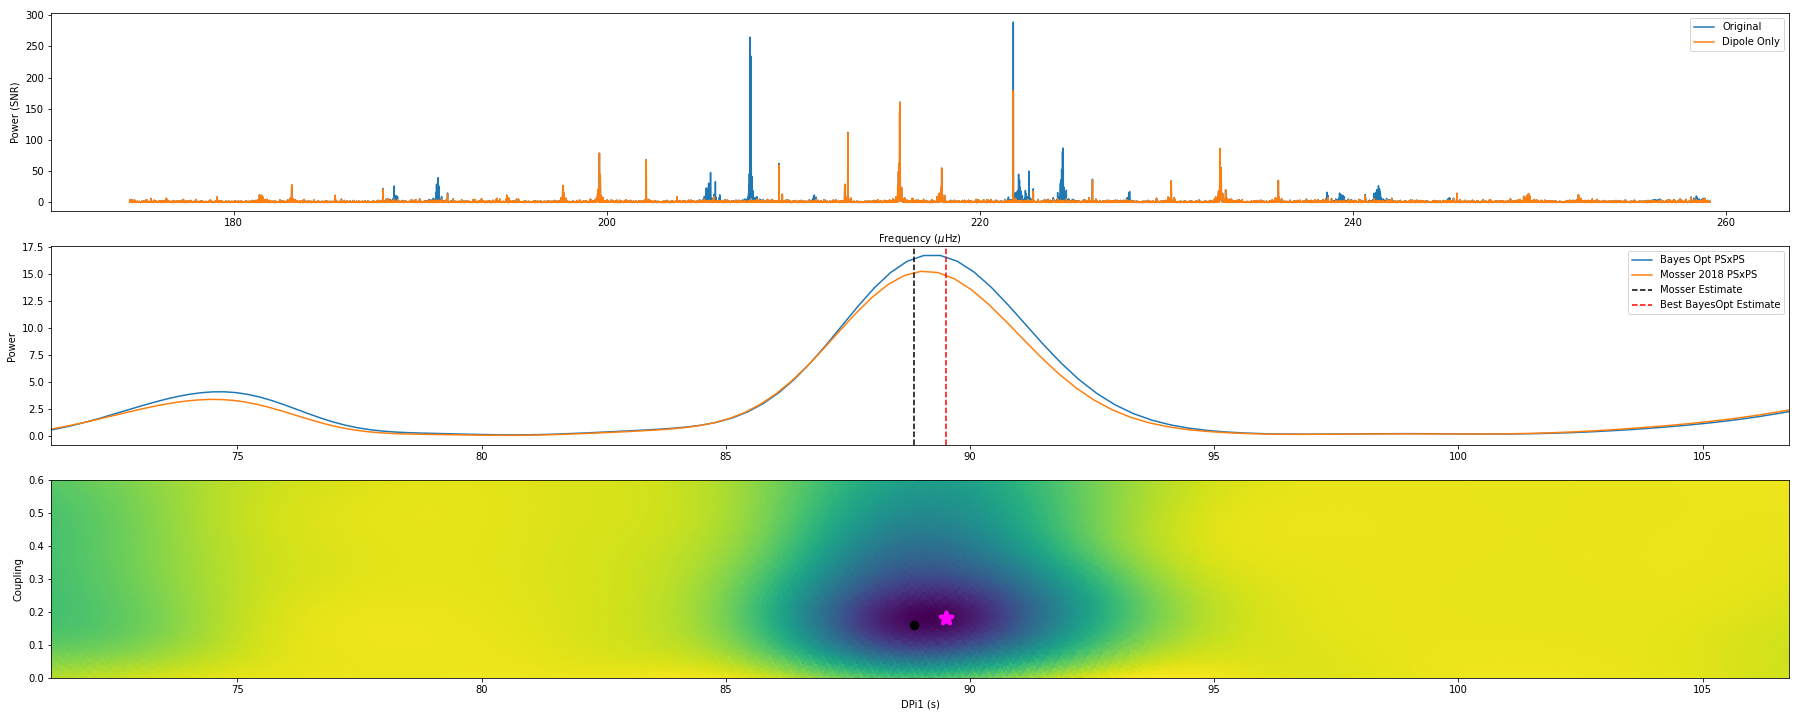 300
250
200
150
100
50
0
Power (SNR)
Original
Dipole Only
180 200 220 240 260
Frequency (μHz)
17.5
15.0
12.5
10.0
7.5
5.0
2.5
0.0
Power
Bayes Opt PSxPS
Mosser 2018 PSxPS
Mosser Estimate
Best BayesOpt Estimate
75 80 85 90 95 100 105
0.6
0.5
0.4
0.3
0.2
0.1
0.0
Coupling
75 80 85 90 95 100 105
DPi1 (s)